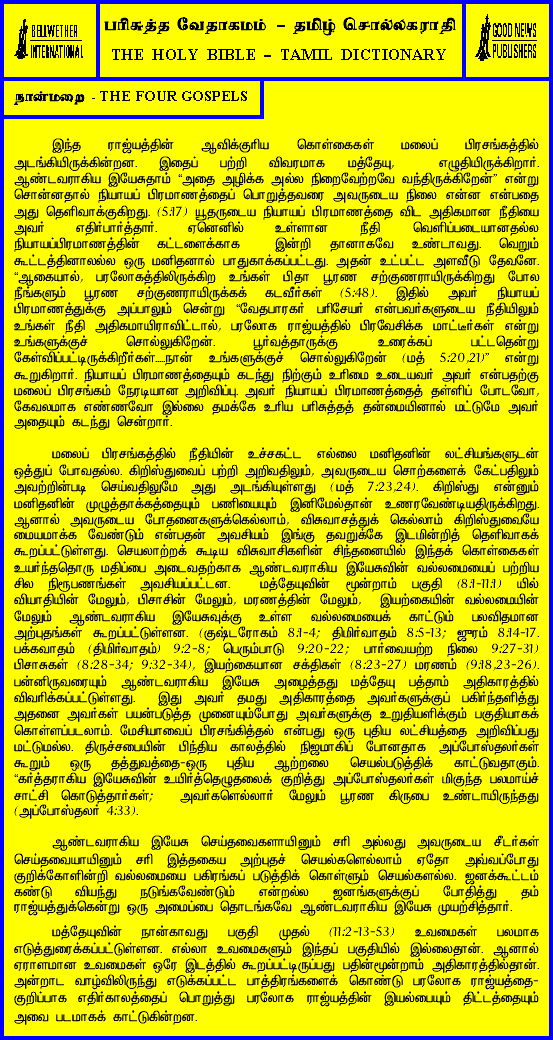 BELLWETHER
INTERNATIONAL
பரிசுத்த வேதாகமம் – தமிழ் சொல்லகராதி
THE HOLY BIBLE – TAMIL DICTIONARY
GOOD NEWS
PUBLISHERS
நான்மறை - THE FOUR GOSPELS
இந்த ராஜ்யத்தின் ஆவிக்குரிய கொள்கைகள் மலைப் பிரசங்கத்தில்
அடங்கியிருக்கின்றன. இதைப் பற்றி விவரமாக மத்தேயு, எழுதியிருக்கிறார்.
ஆண்டவராகிய இயேசுதாம் “அதை அழிக்க அல்ல நிறைவேற்றவே வந்திருக்கிறேன்” என்று
சொன்னதால் நியாயப் பிரமாணத்தைப் பொறுத்தவரை அவருடைய நிலை என்ன என்பதை
அது தெளிவாக்குகிறது. (5:17) யூதருடைய நியாயப் பிரமாணத்தை விட அதிகமான நீதியை
அவர் எதிர்பார்த்தார். ஏனெனில் உள்ளான நீதி வெளிப்படையானதல்ல
நியாயப்பிரமாணத்தின் கட்டளைக்காக இன்றி தானாகவே உண்டாவது. வெறும்
கூட்டத்தினாலல்ல ஒரு மனிதனால் பாதுகாக்கப்பட்டது. அதன் உட்பட்ட அளவீடு தேவனே.
“ஆகையால், பரலோகத்திலிருக்கிற உங்கள் பிதா பூரண சற்குணராயிருக்கிறது போல
நீங்களும் பூரண சற்குணராயிருக்கக் கடவீர்கள் (5:48). இதில் அவர் நியாயப்
பிரமாணத்துக்கு அப்பாலும் சென்று “வேதபாரகர் பரிசேயர் என்பவர்களுடைய நீதியிலும்
உங்கள் நீதி அதிகமாயிராவிட்டால், பரலோக ராஜ்யத்தில் பிரவேசிக்க மாட்டீர்கள் என்று
உங்களுக்குச் சொல்லுகிறேன். பூர்வத்தாருக்கு உரைக்கப் பட்டதென்று
கேள்விப்பட்டிருக்கிறீர்கள்.....நான் உங்களுக்குச் சொல்லுகிறேன் (மத் 5:20,21)” என்று
கூறுகிறார். நியாயப் பிரமாணத்தையும் கடந்து நிற்கும் உரிமை உடையவர் அவர் என்பதற்கு
மலைப் பிரசங்கம் நேரடியான அறிவிப்பு. அவர் நியாயப் பிரமாணத்தைத் தள்ளிப் போடவோ,
கேவலமாக எண்ணவோ இல்லை தமக்கே உரிய பரிசுத்தத் தன்மையினால் மட்டுமே அவர்
அதையும் கடந்து சென்றார்.
மலைப் பிரசங்கத்தில் நீதியின் உச்சகட்ட எல்லை மனிதனின் லட்சியங்களுடன்
ஒத்துப் போவதல்ல. கிறிஸ்துவைப் பற்றி அறிவதிலும், அவருடைய சொற்களைக் கேட்பதிலும்
அவற்றின்படி செய்வதிலுமே அது அடங்கியுள்ளது (மத் 7:23,24). கிறிஸ்து என்னும்
மனிதனின் முழுத்தாக்கத்தையும் பணியையும் இனிமேல்தான் உணரவேண்டியதிருக்கிறது.
ஆனால் அவருடைய போதனைகளுக்கெல்லாம், விசுவாசத்துக் கெல்லாம் கிறிஸ்துவையே
மையமாக்க வேண்டும் என்பதன் அவசியம் இங்கு தவறுக்கே இடமின்றித் தெளிவாகக்
கூறப்பட்டுள்ளது. செயலாற்றக் கூடிய விசுவாசிகளின் சிந்தனையில் இந்தக் கொள்கைகள்
உயர்ந்ததொரு மதிப்பை அடைவதற்காக ஆண்டவராகிய இயேசுவின் வல்லமையைப் பற்றிய
சில நிரூபணங்கள் அவசியப்பட்டன. மத்தேயுவின் மூன்றாம் பகுதி (8:1-11:1) யில்
வியாதியின் மேலும், பிசாசின் மேலும், மரணத்தின் மேலும், இயற்கையின் வல்லமையின்
மேலும் ஆண்டவராகிய இயேசுவுக்கு உள்ள வல்லமையைக் காட்டும் பலவிதமான
அற்புதங்கள் கூறப்பட்டுள்ளன. (குஷ்டரோகம் 8:1-4; திமிர்வாதம் 8:5-13; ஜுரம் 8:14-17.
பக்கவாதம் (திமிர்வாதம்) 9:2-8; பெரும்பாடு 9:20-22; பார்வையற்ற நிலை 9:27-31)
பிசாசுகள் (8:28-34; 9:32-34), இயற்கையான சக்திகள் (8:23-27) மரணம் (9:18,23-26).
பன்னிருவரையும் ஆண்டவராகிய இயேசு அழைத்தது மத்தேயு பத்தாம் அதிகாரத்தில்
விவரிக்கப்பட்டுள்ளது. இது அவர் தமது அதிகாரத்தை அவர்களுக்குப் பகிர்ந்தளித்து
அதனை அவர்கள் பயன்படுத்த முனையும்போது அவர்களுக்கு உறுதியளிக்கும் பகுதியாகக்
கொள்ளப்படலாம். மேசியாவைப் பிரசங்கித்தல் என்பது ஒரு புதிய லட்சியத்தை அறிவிப்பது
மட்டுமல்ல. திருச்சபையின் பிந்திய காலத்தில் நிஜமாகிப் போனதாக அப்போஸ்தலர்கள்
கூறும் ஒரு தத்துவத்தை-ஒரு புதிய ஆற்றலை செயல்படுத்திக் காட்டுவதாகும்.
“கர்த்தராகிய இயேசுவின் உயிர்த்தெழுதலைக் குறித்து அப்போஸ்தலர்கள் மிகுந்த பலமாய்ச்
சாட்சி கொடுத்தார்கள்; அவர்களெல்லார் மேலும் பூரண கிருபை உண்டாயிருந்தது
(அப்போஸ்தலர் 4:33).
ஆண்டவராகிய இயேசு செய்தவைகளாயினும் சரி அல்லது அவருடைய சீடர்கள்
செய்தவையாயினும் சரி இத்தகைய அற்புதச் செயல்களெல்லாம் ஏதோ அவ்வப்போது
குறிக்கோளின்றி வல்லமையை பகிரங்கப் படுத்திக் கொள்ளும் செயல்களல்ல. ஜனக்கூட்டம்
கண்டு வியந்து நடுங்கவேண்டும் என்றல்ல ஜனங்களுக்குப் போதித்து தம்
ராஜ்யத்துக்கென்று ஒரு அமைப்பை தொடங்கவே ஆண்டவராகிய இயேசு முயற்சித்தார்.
மத்தேயுவின் நான்காவது பகுதி முதல் (11:2-13-53) உவமைகள் பலமாக
எடுத்துரைக்கப்பட்டுள்ளன. எல்லா உவமைகளும் இந்தப் பகுதியில் இல்லைதான். ஆனால்
ஏராளமான உவமைகள் ஒரே இடத்தில் கூறப்பட்டிருப்பது பதின்மூன்றாம் அதிகாரத்தில்தான்.
அன்றாட வாழ்விலிருந்து எடுக்கப்பட்ட பாத்திரங்களைக் கொண்டு பரலோக ராஜ்யத்தை-
குறிப்பாக எதிர்காலத்தைப் பொறுத்து பரலோக ராஜ்யத்தின் இயல்பையும் திட்டத்தையும்
அவை படமாகக் காட்டுகின்றன.